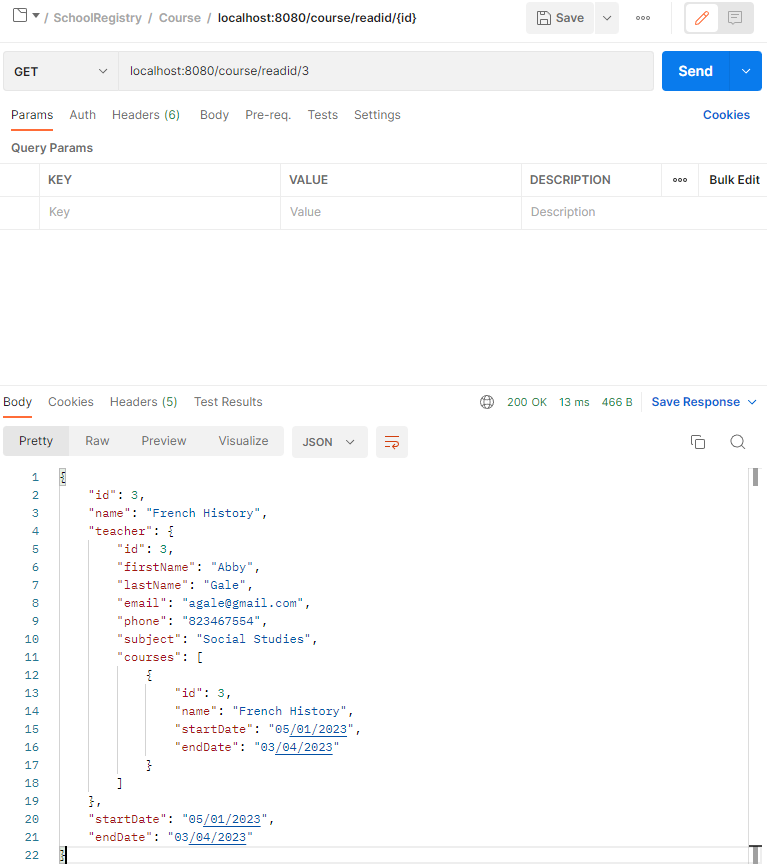 / SchoolRegistry / Course / localhost:8080/course/readid/{id}
Save
GET localhost:8080/course/readid/3 Send
Params Auth Headers (6) Body Pre-req. Tests Settings Cookies
Query Params
KEY VALUE DESCRIPTION Bulk Edit
Key Value Description
Body Cookies Headers (5) Test Results 200 OK 13 ms 466 B Save Response
Pretty Raw Preview Visualize JSON
1 {
2 "id": 3,
3 "name": "French History",
4 "teacher": {
5 "id": 3,
6 "firstName": "Abby",
7 "lastName": "Gale",
8 "email": "agale@gmail.com",
9 "phone": "823467554",
10 "subject": "Social Studies",
11 "courses": [
12 {
13 "id": 3,
14 "name": "French History",
15 "startDate": "05/01/2023",
16 "endDate": "03/04/2023"
17 }
18 ]
19 },
20 "startDate": "05/01/2023",
21 "endDate": "03/04/2023"
22 }